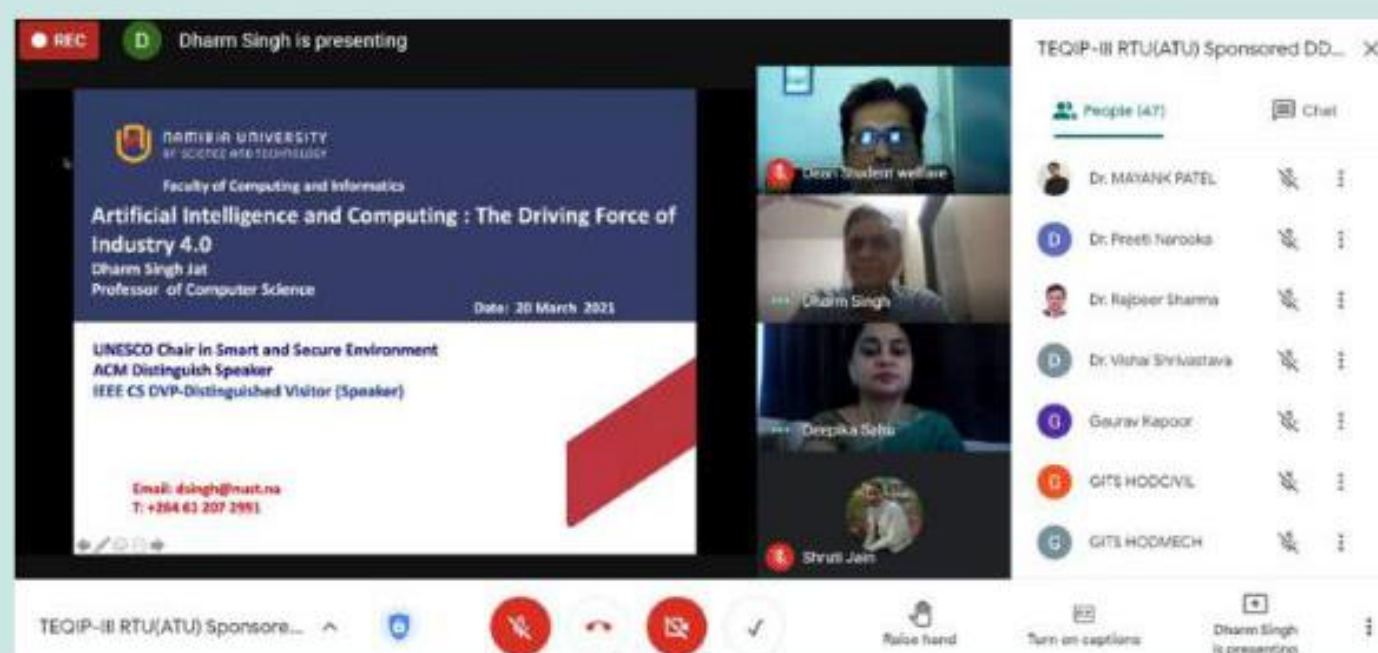 REC
D
Dharm Singh is presenting
NAMIBIA UNIVERSITY
OF SCIENCE AND TECHNOLOGY
Faculty of Computing and Informatics
Artificial Intelligence and Computing : The Driving Force of
Industry 4.0
Dharm Singh Jat
Professor of Computer Science
Date: 20 March 2021
UNESCO Chair in Smart and Secure Environment
ACM Distinguish Speaker
IEEE CS DVP-Distinguished Visitor (Speaker)
Email: dsingh@nust.na
T: +264 61 207 2991
Dean Student welfare
Dharm Singh
Deepika Sahu
Shruti Jain
TEQIP-III RTU(ATU) Sponsored DD...
People (47)
Chat
Dr. MAYANK PATEL
D
Dr. Preeti Narooka
Dr. Rajbeer Sharma
D
Dr. Vishal Shrivastava
G
Gaurav Kapoor
G
GITS HODCIVIL
G
GITS HODMECH
TEQIP-III RTU(ATU) Sponsore...
Raise hand
Turn on captions
Dharm Singh
is presenting